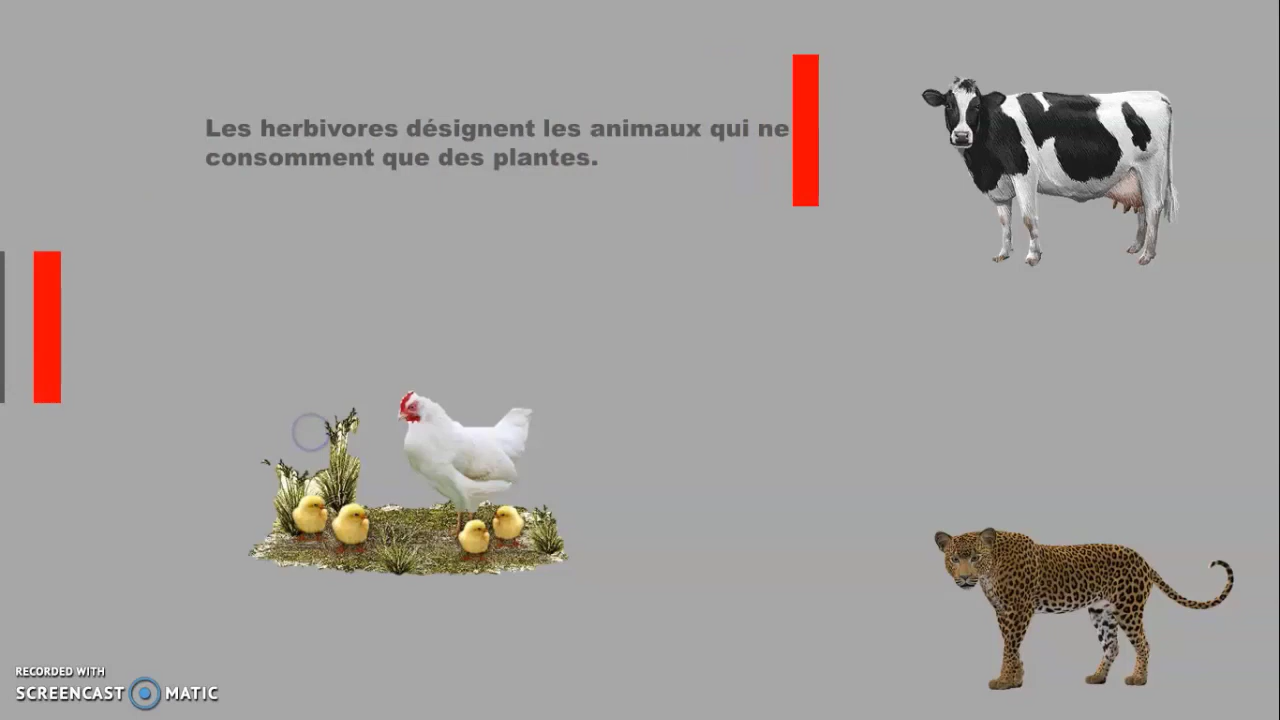 Les herbivores désignent les animaux qui ne
consomment que des plantes.
RECORDED WITH
SCREENCAST MATIC